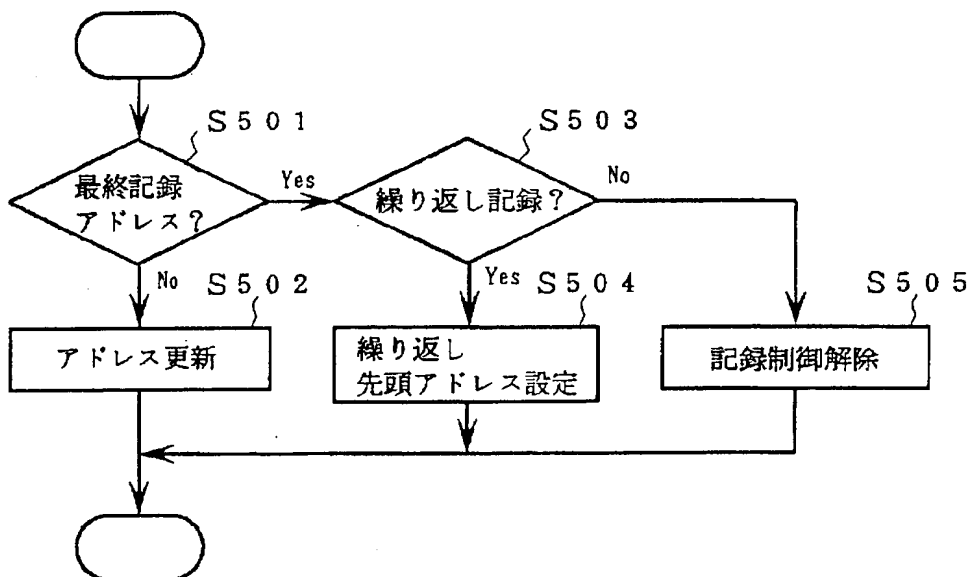 S501
最終記録
アドレス?
Yes
S503
繰り返し記録?
No
No
S502
アドレス更新
Yes
S504
繰り返し
先頭アドレス設定
S505
記録制御解除